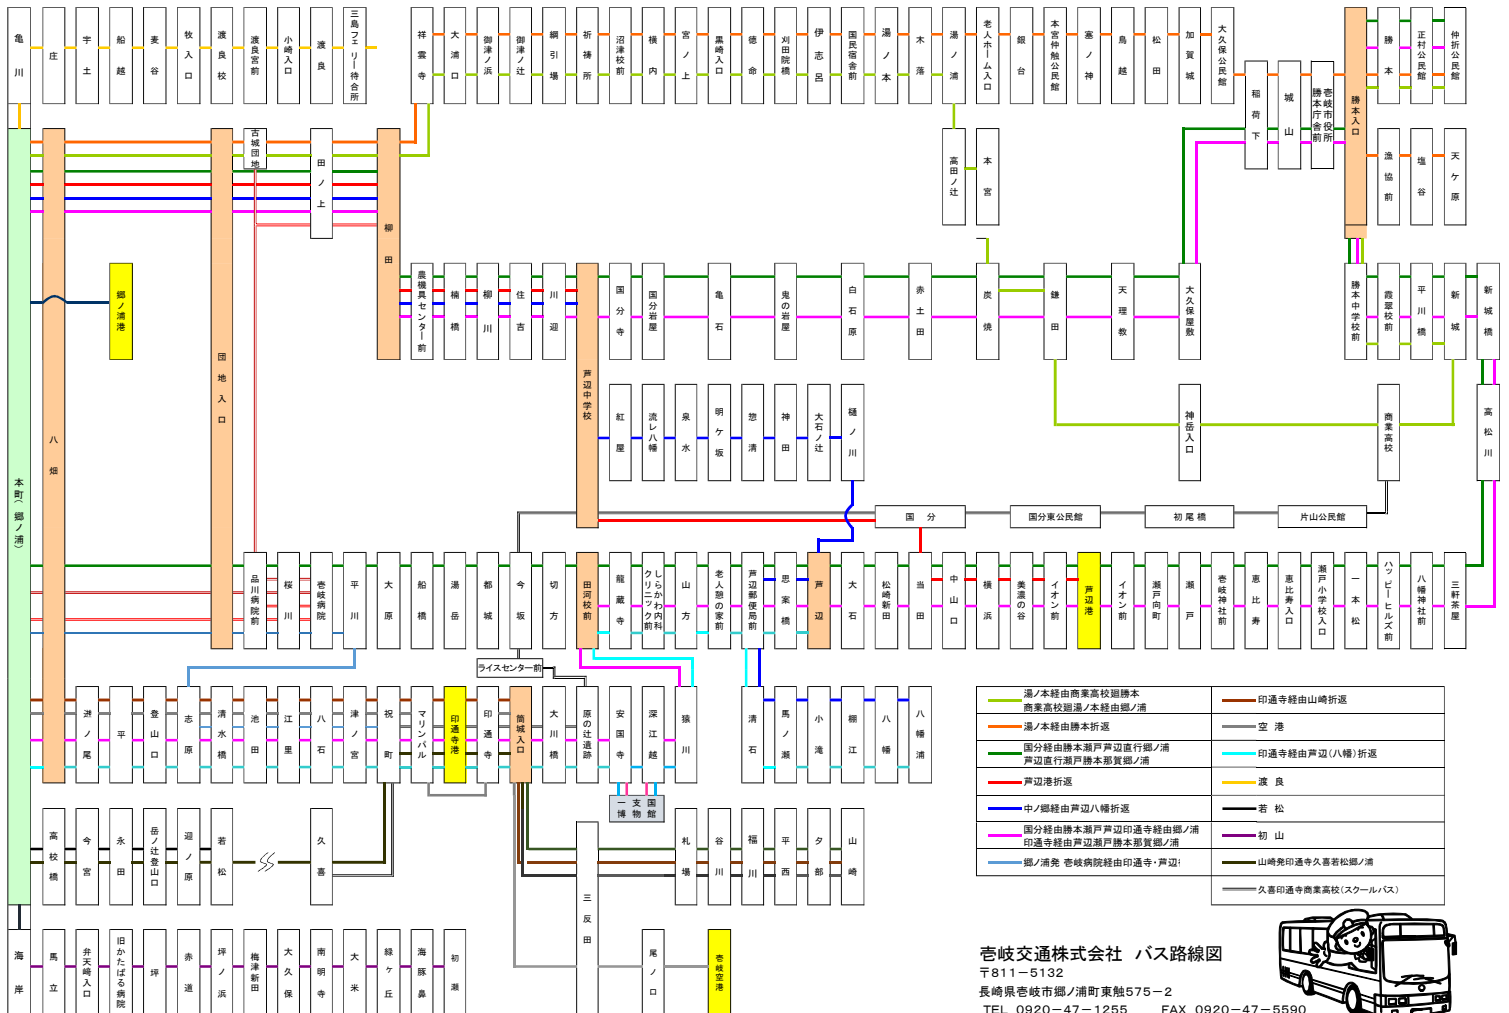 亀川
庄
宇土
船越
麦谷
牧入口
渡良校
渡良宮前
小崎入口
渡良
三島フェリー待合所
祥雲寺
大浦口
御津ノ浜
御津ノ辻
綱引場
祈祷所
沼津校前
横内
宮ノ上
黒崎入口
徳命
刈田院橋
伊志呂
国民宿舎前
湯ノ本
木落
湯ノ浦
老人ホーム入口
銀台
本宮仲触公民館
塞ノ神
鳥越
松田
加賀城
大久保公民館
稲荷下
城山
壱岐市役所
勝本庁舎前
勝本入口
勝本
正村公民館
仲折公民館
漁協前
塩谷
天ケ原
古城団地
田ノ上
柳田
高田ノ辻
本宮
本町(郷ノ浦)
八畑
団地入口
郷ノ浦港
農機具センター前
楠橋
柳川
住吉
川迎
芦辺中学校
国分寺
国分岩屋
亀石
鬼の岩屋
白石原
赤土田
炭焼
鎌田
天理教
大久保屋敷
勝本中学校前
霞翠校前
平川橋
新城
新城橋
紅屋
流レ八幡
泉水
明ケ坂
惣清
神田
大石ノ辻
樋ノ川
神岳入口
商業高校
高松川
国分
国分東公民館
初尾橋
片山公民館
品川病院前
桜川
壱岐病院
平川
大原
船橋
湯岳
都城
今坂
切方
田河校前
龍蔵寺
しらかわ内科
クリニック前
山方
老人憩の家前
芦辺郵便局前
思案橋
芦辺
大石
松崎新田
当田
中山口
横浜
美濃の谷
イオン前
芦辺港
イオン前
瀬戸向町
瀬戸
壱岐神社前
恵比寿
恵比寿入口
瀬戸小学校入口
一本松
ハッピーヒルズ前
八幡神社前
三軒茶屋
ライスセンター前
渕ノ尾
平
登山口
志原
清水橋
池田
江里
八石
津ノ宮
祝町
マリンパル
印通寺港
印通寺
筒城入口
大川橋
原の辻遺跡
安国寺
深江越
猿川
清石
馬ノ瀬
小滝
棚江
八幡
八幡浦
一支国
博物館
高校橋
今宮
永田
岳ノ辻登山口
迎ノ原
若松
久喜
三反田
札場
谷川
福川
平西
夕部
山崎
海岸
馬立
弁天崎入口
旧かたばる病院
坪
赤道
坪ノ浜
梅津新田
大久保
南明寺
大米
緑ヶ丘
海豚鼻
初瀬
尾ノ口
壱岐空港
湯ノ本経由商業高校廻勝本
商業高校廻湯ノ本経由郷ノ浦
湯ノ本経由勝本折返
国分経由勝本瀬戸芦辺直行郷ノ浦
芦辺直行瀬戸勝本那賀郷ノ浦
芦辺港折返
中ノ郷経由芦辺八幡折返
国分経由勝本瀬戸芦辺印通寺経由郷ノ浦
印通寺経由芦辺瀬戸勝本那賀郷ノ浦
郷ノ浦発 壱岐病院経由印通寺・芦辺
印通寺経由山崎折返
空港
印通寺経由芦辺(八幡)折返
渡良
若松
初山
山崎発印通寺久喜若松郷ノ浦
久喜印通寺商業高校(スクールバス)
壱岐交通株式会社 バス路線図
〒811-5132
長崎県壱岐市郷ノ浦町東触575-2
TEL 0920-47-1255 FAX 0920-47-5590